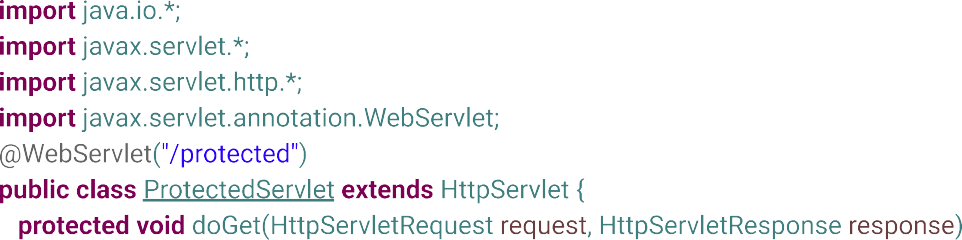 import java.io.*;
import javax.servlet.*;
import javax.servlet.http.*;
import javax.servlet.annotation.WebServlet;
@WebServlet("/protected")
public class ProtectedServlet extends HttpServlet {
protected void doGet(HttpServletRequest request, HttpServletResponse response)